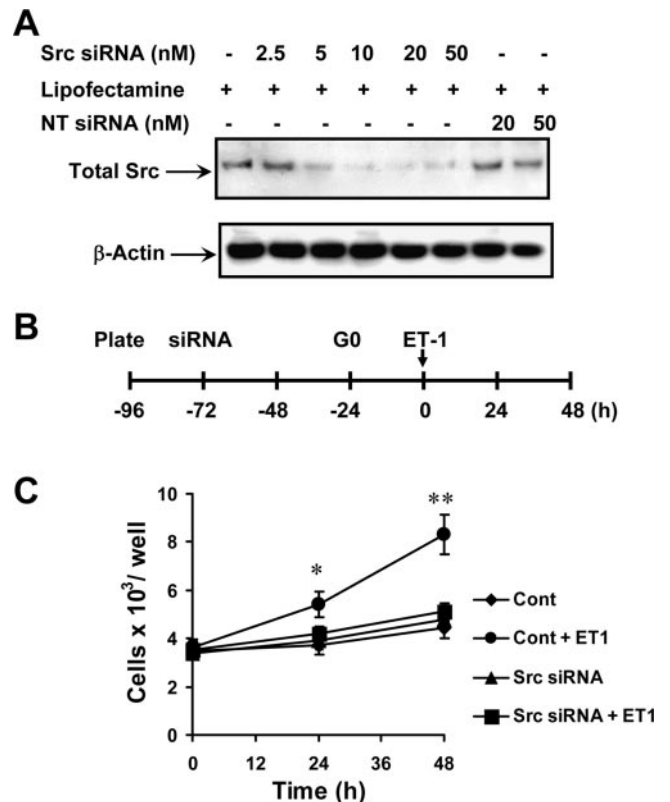 A
Src siRNA (nM) - 2.5 5 10 20 50 - -
Lipofectamine + + + + + + + +
NT siRNA (nM) - - - - - - 20 50
Total Src
β-Actin
B
Plate siRNA G0 ET-1
-96 -72 -48 -24 0 24 48 (h)
C
10
8
6
4
2
0
Cells x 10³/ well
*
**
0 12 24 36 48
Time (h)
Cont
Cont + ET1
Src siRNA
Src siRNA + ET1